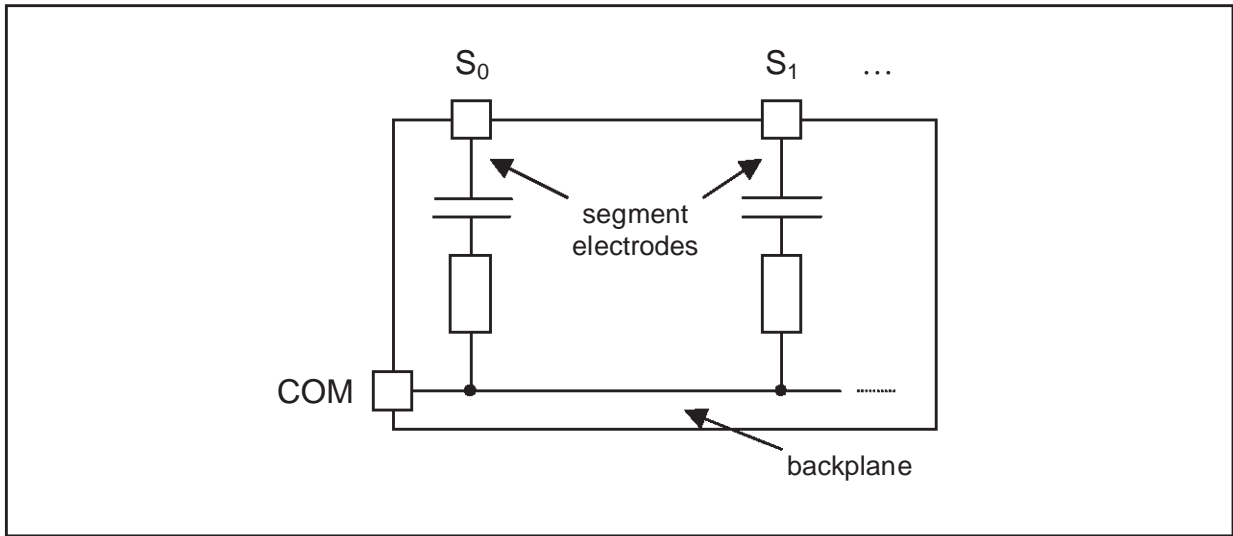 S₀ S₁ ...
segment
electrodes
COM
backplane